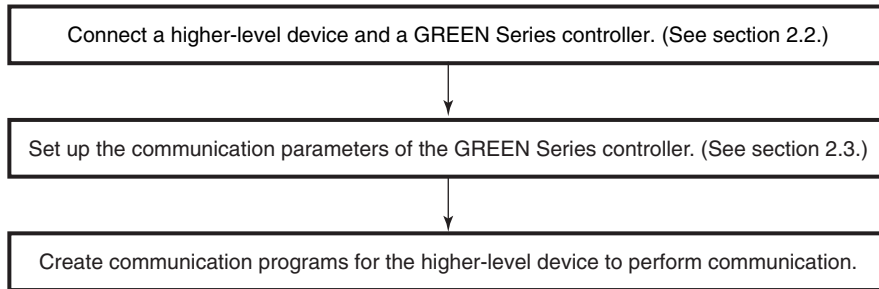 Connect a higher-level device and a GREEN Series controller. (See section 2.2.)
Set up the communication parameters of the GREEN Series controller. (See section 2.3.)
Create communication programs for the higher-level device to perform communication.